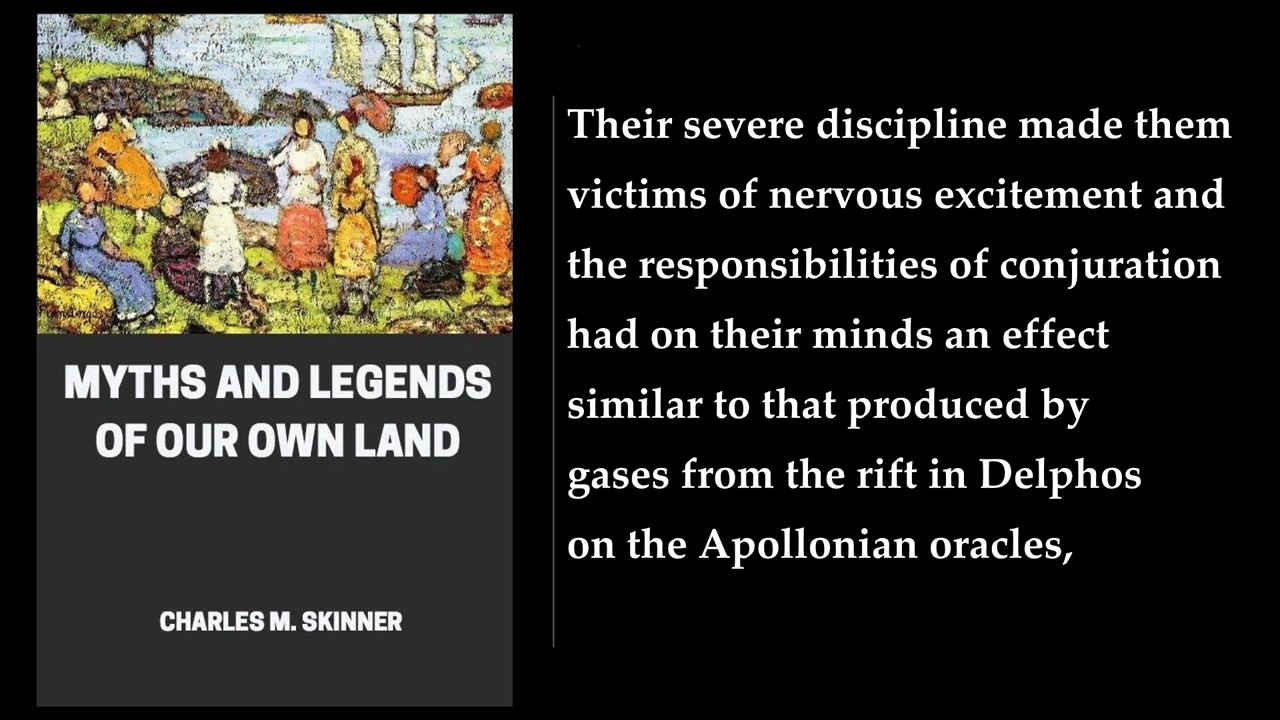 MYTHS AND LEGENDS
OF OUR OWN LAND
CHARLES M. SKINNER
Their severe discipline made them
victims of nervous excitement and
the responsibilities of conjuration
had on their minds an effect
similar to that produced by
gases from the rift in Delphos
on the Apollonian oracles,